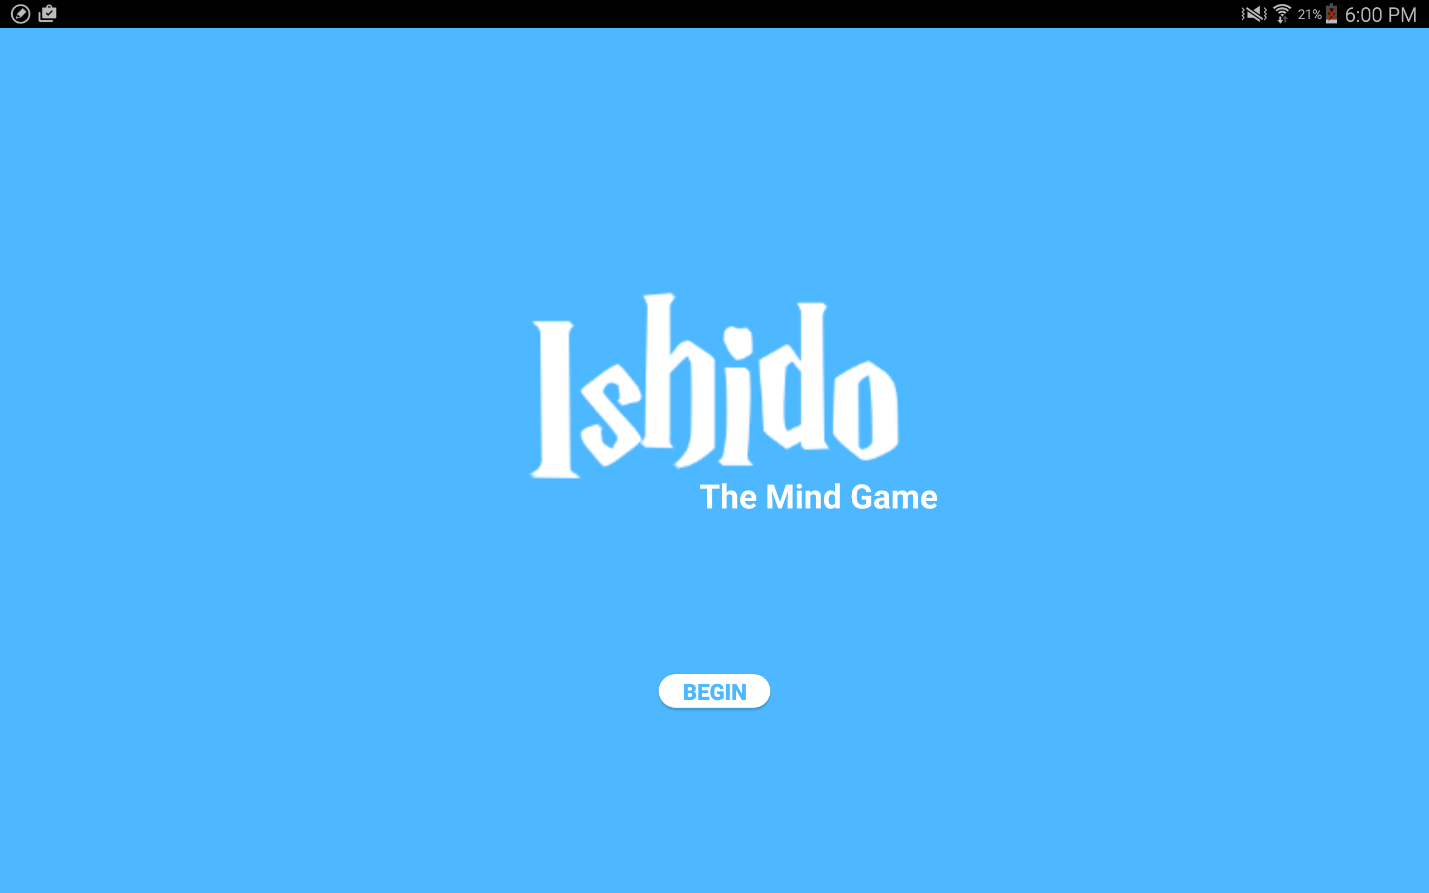 21% 6:00 PM
Ishido
The Mind Game
BEGIN